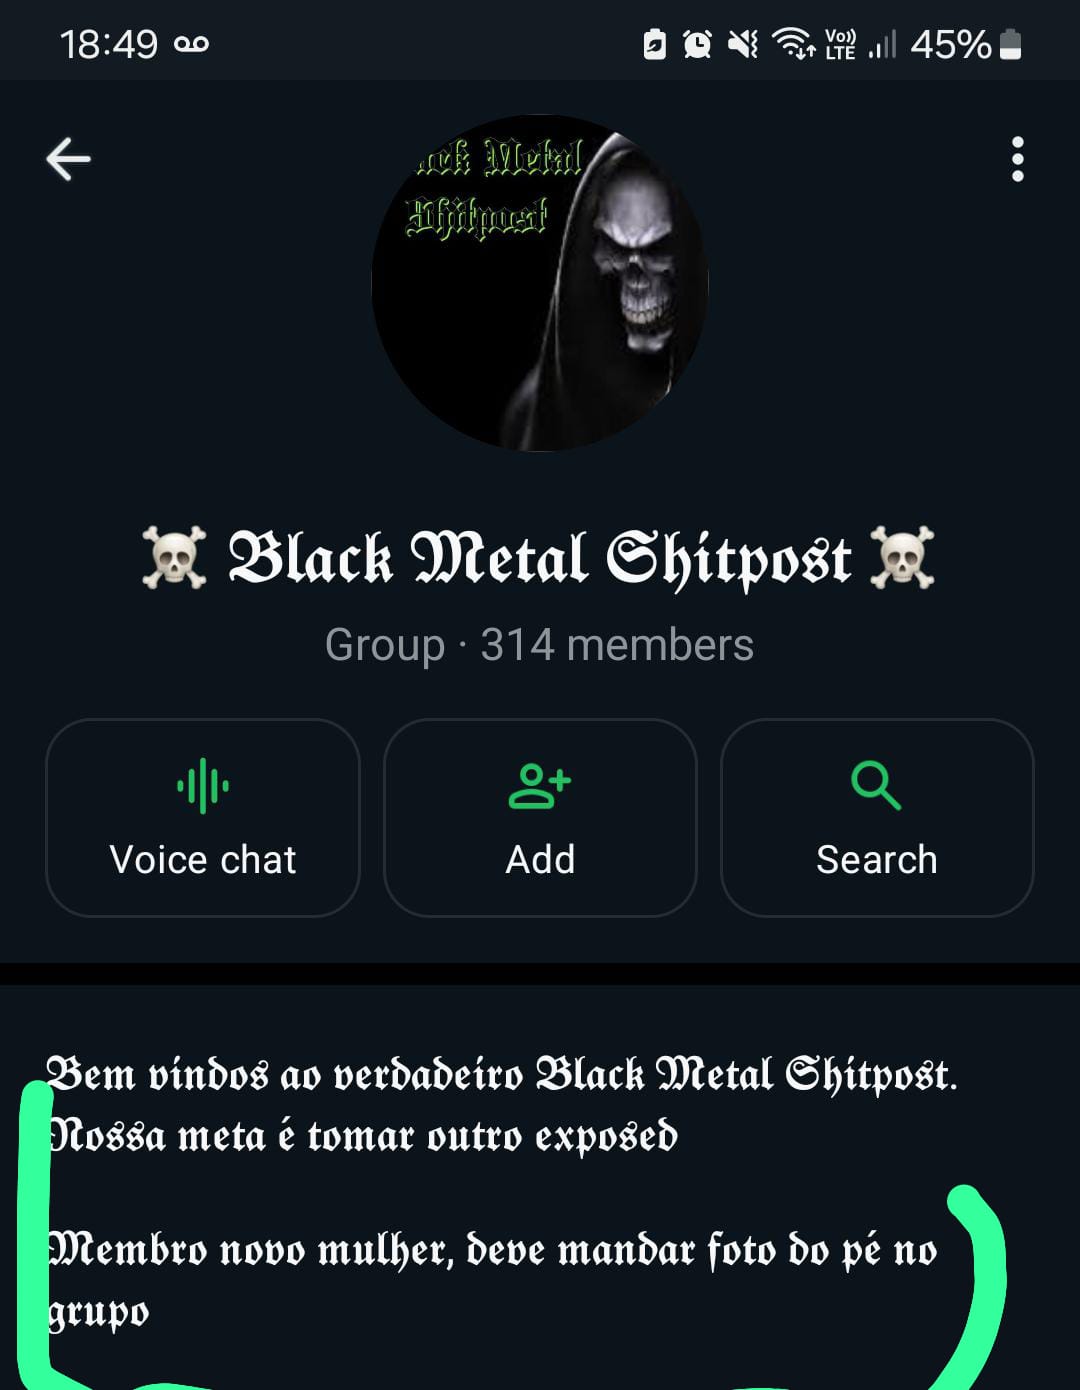 18:49
Vo)) LTE 45%
ck Metal
Shitpost
☠️ Black Metal Shitpost ☠️
Group · 314 members
Voice chat Add Search
Bem vindos ao verdadeiro Black Metal Shitpost.
Nossa meta é tomar outro exposed
Membro novo mulher, deve mandar foto do pé no
grupo